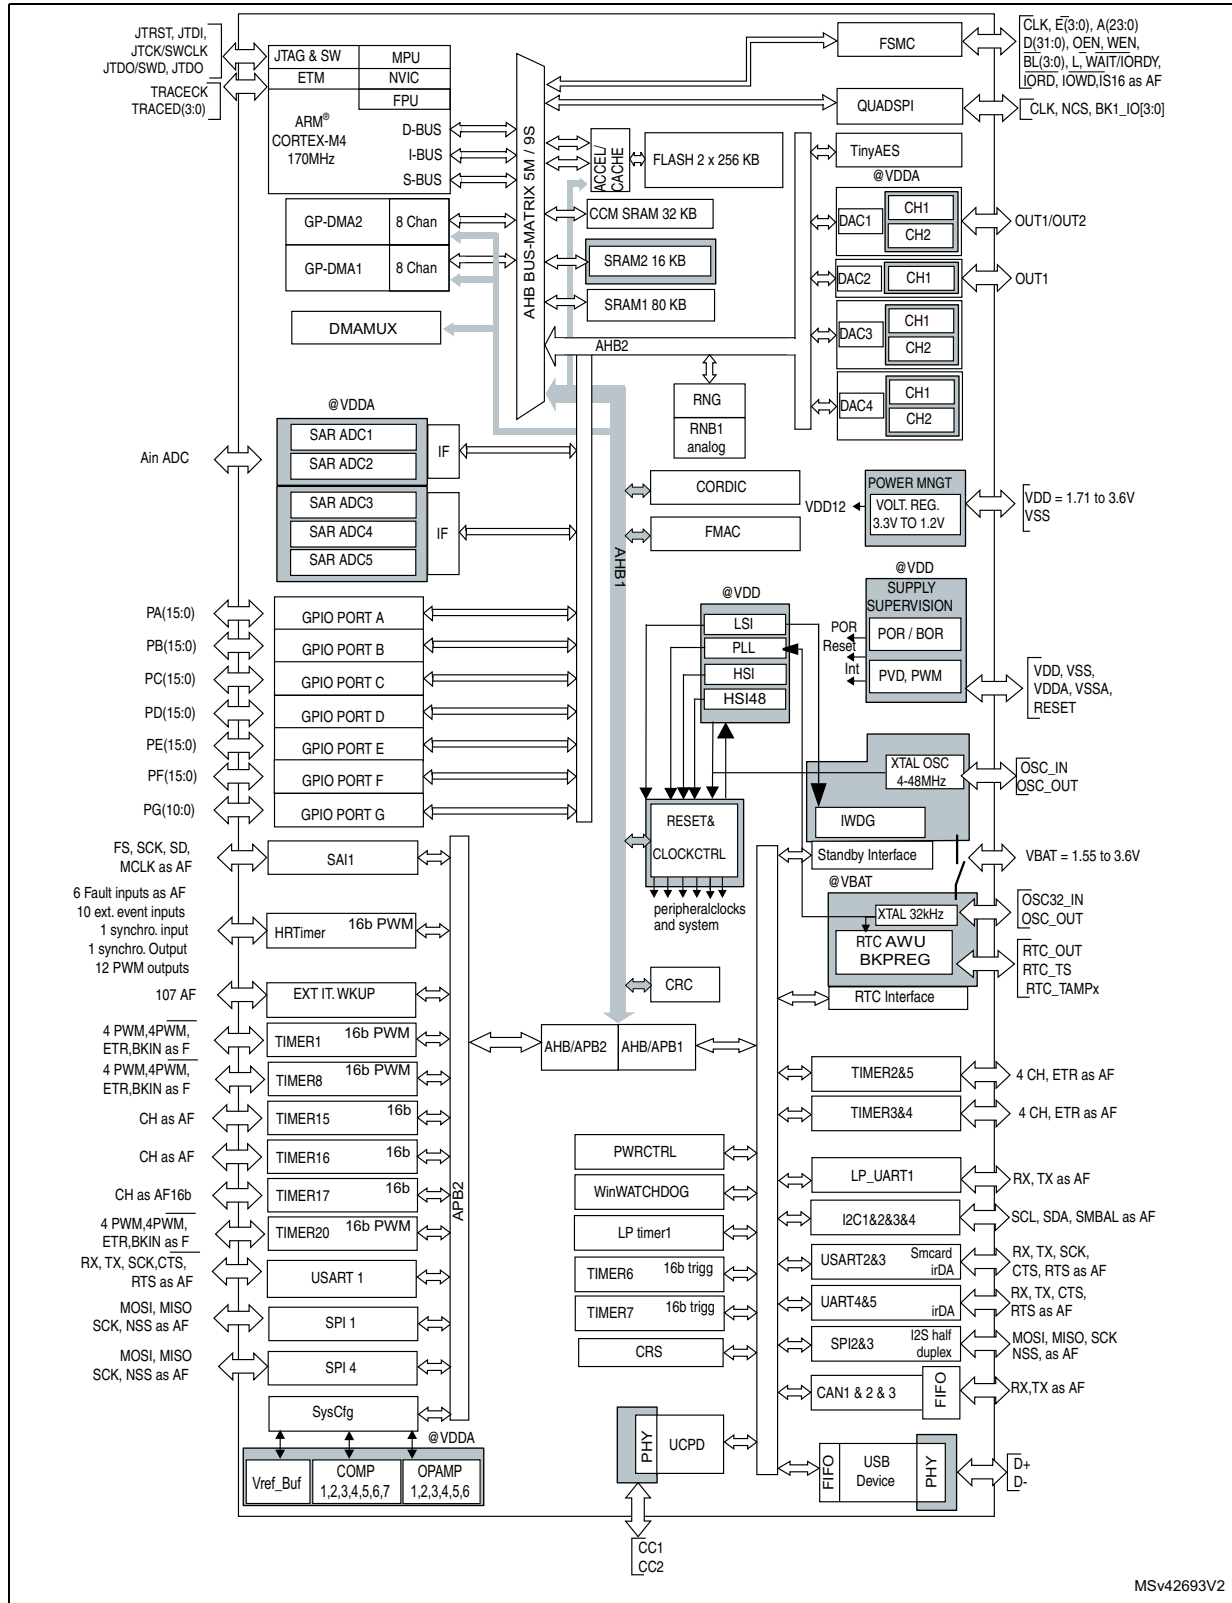 JTRST, JTDI,
JTCK/SWCLK
JTDO/SWD, JTDO
TRACECK
TRACED(3:0)
JTAG & SW
MPU
ETM
NVIC
FPU
ARM®
CORTEX-M4
170MHz
D-BUS
I-BUS
S-BUS
GP-DMA2
8 Chan
GP-DMA1
8 Chan
DMAMUX
AHB BUS-MATRIX 5M / 9S
ACCEL/
CACHE
FLASH 2 x 256 KB
CCM SRAM 32 KB
SRAM2 16 KB
SRAM1 80 KB
AHB2
RNG
RNB1
analog
FSMC
CLK, E(3:0), A(23:0)
D(31:0), OEN, WEN,
BL(3:0), L, WAIT/IORDY,
IORD, IOWD,IS16 as AF
QUADSPI
CLK, NCS, BK1_IO[3:0]
TinyAES
@VDDA
DAC1
CH1
CH2
OUT1/OUT2
DAC2
CH1
OUT1
DAC3
CH1
CH2
DAC4
CH1
CH2
@VDDA
Ain ADC
SAR ADC1
SAR ADC2
IF
SAR ADC3
SAR ADC4
SAR ADC5
IF
CORDIC
FMAC
AHB1
POWER MNGT
VDD12
VOLT. REG.
3.3V TO 1.2V
VDD = 1.71 to 3.6V
VSS
@VDD
SUPPLY
SUPERVISION
POR
Reset
Int
POR / BOR
PVD, PWM
VDD, VSS,
VDDA, VSSA,
RESET
@VDD
LSI
PLL
HSI
HSI48
PA(15:0)
GPIO PORT A
PB(15:0)
GPIO PORT B
PC(15:0)
GPIO PORT C
PD(15:0)
GPIO PORT D
PE(15:0)
GPIO PORT E
PF(15:0)
GPIO PORT F
PG(10:0)
GPIO PORT G
XTAL OSC
4-48MHz
OSC_IN
OSC_OUT
IWDG
RESET&
CLOCKCTRL
peripheralclocks
and system
Standby Interface
VBAT = 1.55 to 3.6V
@VBAT
XTAL 32kHz
OSC32_IN
OSC_OUT
RTC AWU
BKPREG
RTC_OUT
RTC_TS
RTC_TAMPx
RTC Interface
CRC
AHB/APB2
AHB/APB1
FS, SCK, SD,
MCLK as AF
SAI1
6 Fault inputs as AF
10 ext. event inputs
1 synchro. input
1 synchro. Output
12 PWM outputs
HRTimer
16b PWM
107 AF
EXT IT. WKUP
4 PWM,4PWM,
ETR,BKIN as F
TIMER1
16b PWM
4 PWM,4PWM,
ETR,BKIN as F
TIMER8
16b PWM
CH as AF
TIMER15
16b
CH as AF
TIMER16
16b
CH as AF16b
TIMER17
16b
4 PWM,4PWM,
ETR,BKIN as F
TIMER20
16b PWM
RX, TX, SCK,CTS,
RTS as AF
USART 1
MOSI, MISO
SCK, NSS as AF
SPI 1
MOSI, MISO
SCK, NSS as AF
SPI 4
APB2
SysCfg
@VDDA
Vref_Buf
COMP
1,2,3,4,5,6,7
OPAMP
1,2,3,4,5,6
PWRCTRL
WinWATCHDOG
LP timer1
TIMER6
16b trigg
TIMER7
16b trigg
CRS
PHY
UCPD
CC1
CC2
TIMER2&5
4 CH, ETR as AF
TIMER3&4
4 CH, ETR as AF
LP_UART1
RX, TX as AF
I2C1&2&3&4
SCL, SDA, SMBAL as AF
USART2&3
Smcard
irDA
RX, TX, SCK,
CTS, RTS as AF
UART4&5
irDA
RX, TX, CTS,
RTS as AF
SPI2&3
I2S half
duplex
MOSI, MISO, SCK
NSS, as AF
CAN1 & 2 & 3
FIFO
RX,TX as AF
FIFO
USB
Device
PHY
D+
D-
MSv42693V2